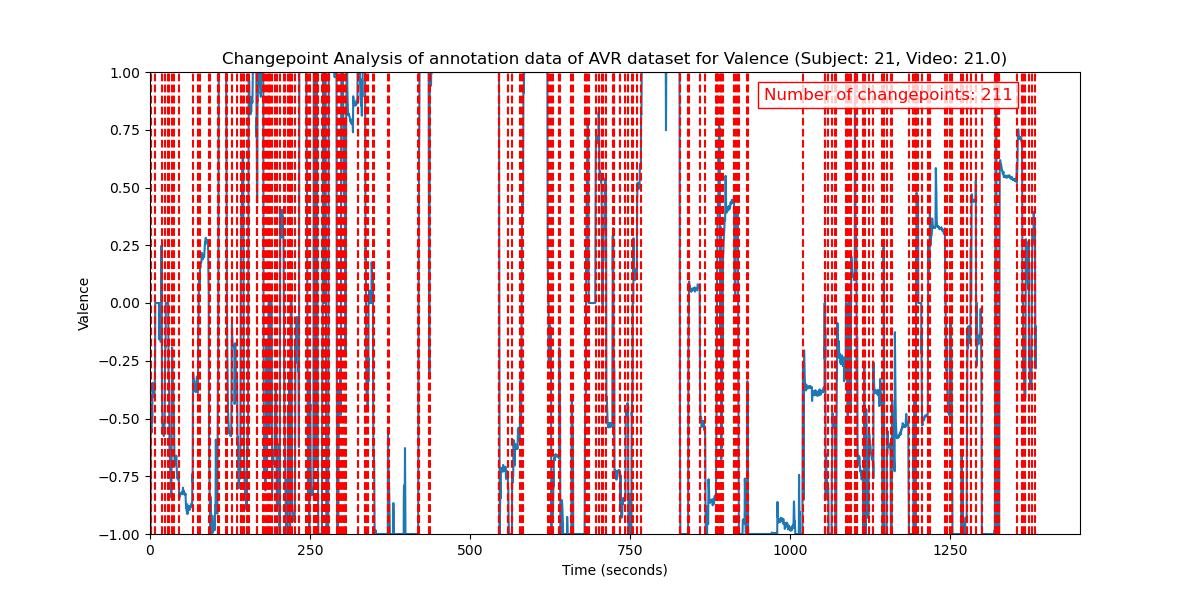 Changepoint Analysis of annotation data of AVR dataset for Valence (Subject: 21, Video: 21.0)
Number of changepoints: 211
1.00
0.75
0.50
0.25
0.00
−0.25
−0.50
−0.75
−1.00
Valence
0 250 500 750 1000 1250
Time (seconds)